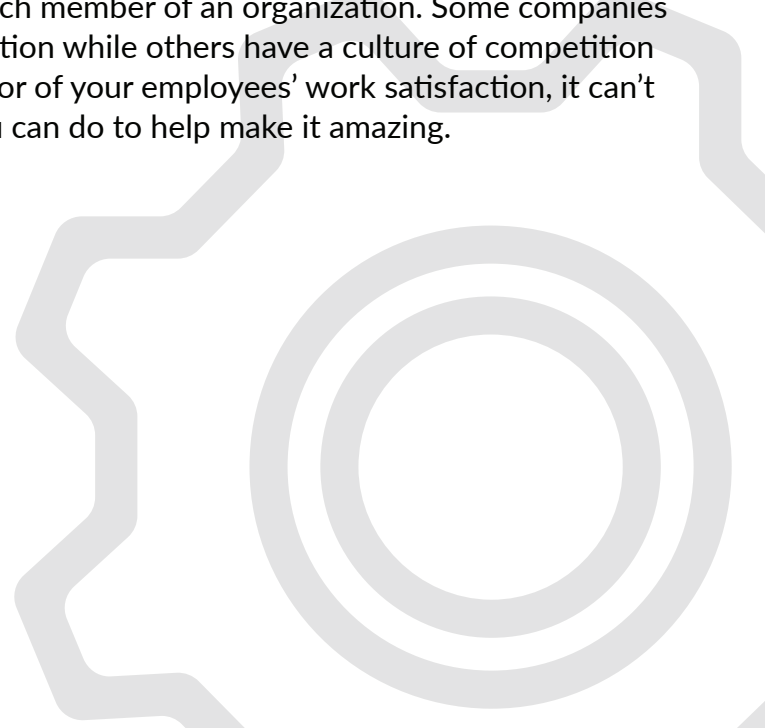 ch member of an organization. Some companies
tion while others have a culture of competition
or of your employees’ work satisfaction, it can’t
can do to help make it amazing.